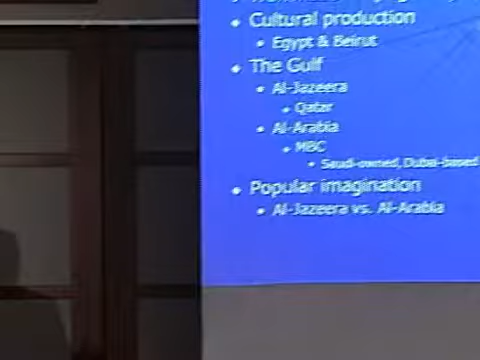 Cultural production
Egypt & Beirut
The Gulf
Al-Jazeera
Qatar
Al-Arabia
MBC
Saudi-owned, Dubai-based
Popular imagination
Al-Jazeera vs. Al-Arabia